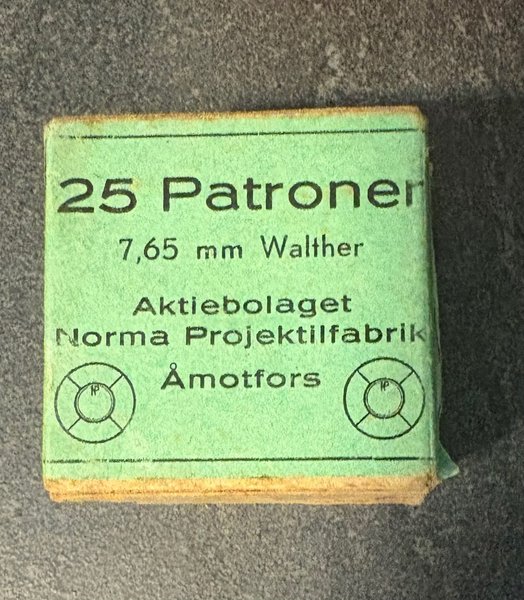 25 Patroner
7,65 mm Walther
Aktiebolaget
Norma Projektilfabrik
Åmotfors